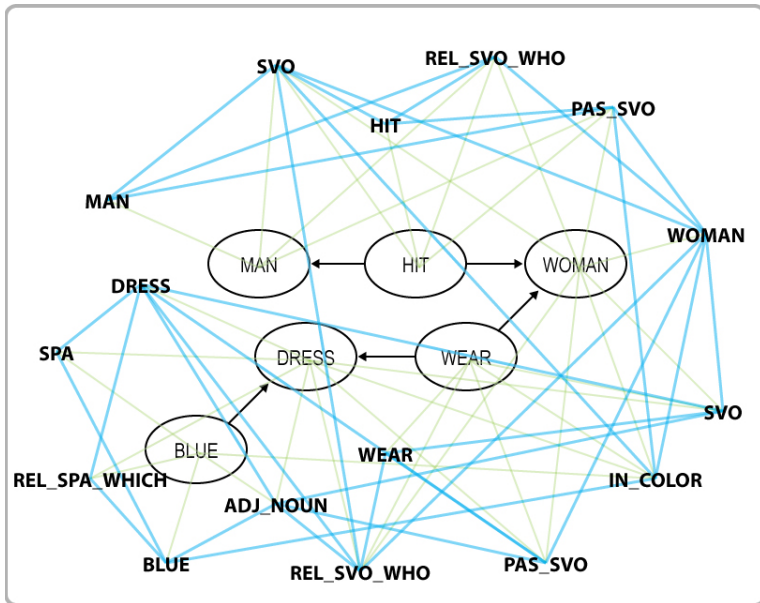 SVO
REL_SVO_WHO
PAS_SVO
HIT
MAN
WOMAN
MAN
HIT
WOMAN
DRESS
SPA
DRESS
WEAR
SVO
BLUE
WEAR
REL_SPA_WHICH
IN_COLOR
ADJ_NOUN
BLUE
REL_SVO_WHO
PAS_SVO